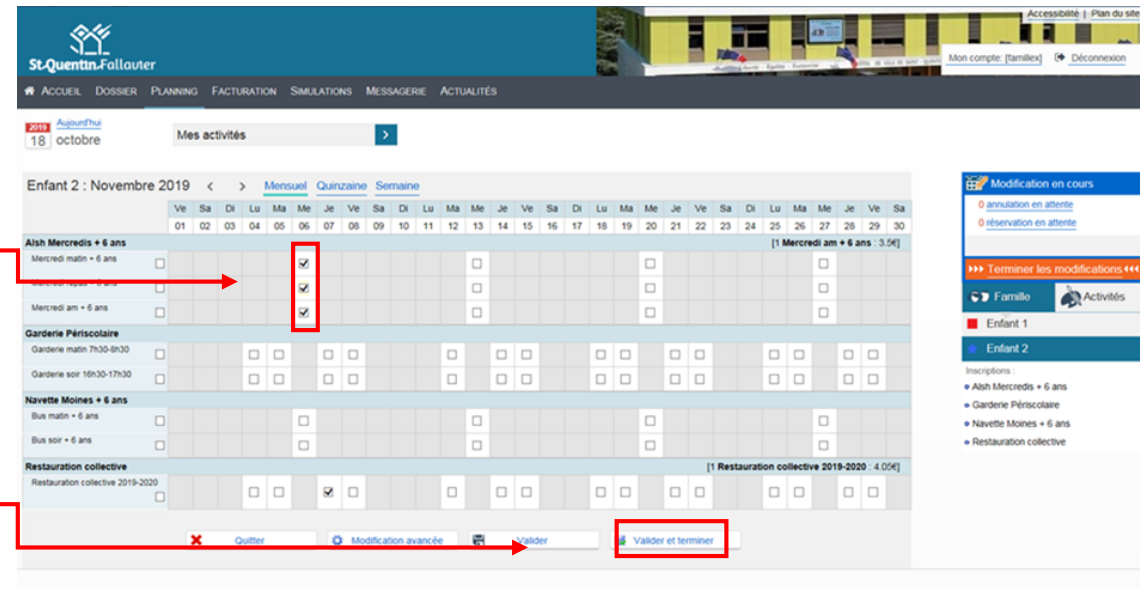 Accessibilité | Plan du site
St-Quentin-Fallavier
Mon compte: [famillex] Déconnexion
Accueil Dossier Planning Facturation Simulations Messagerie Actualités
2019 Aujourd'hui
18 octobre
Mes activités >
Enfant 2 : Novembre 2019 < > Mensuel Quinzaine Semaine
Ve Sa Di Lu Ma Me Je Ve Sa Di Lu Ma Me Je Ve Sa Di Lu Ma Me Je Ve Sa Di Lu Ma Me Je Ve Sa
01 02 03 04 05 06 07 08 09 10 11 12 13 14 15 16 17 18 19 20 21 22 23 24 25 26 27 28 29 30
Alsh Mercredis + 6 ans [1 Mercredi am + 6 ans : 3.5€]
Mercredi matin + 6 ans
Mercredi repas + 6 ans
Mercredi am + 6 ans
Garderie Périscolaire
Garderie matin 7h30-8h30
Garderie soir 16h30-17h30
Navette Moines + 6 ans
Bus matin + 6 ans
Bus soir + 6 ans
Restauration collective [1 Restauration collective 2019-2020 : 4.05€]
Restauration collective 2019-2020
Quitter Modification avancée Valider Valider et terminer
Modification en cours
0 annulation en attente
0 réservation en attente
Terminer les modifications
Famille Activités
Enfant 1
Enfant 2
Inscriptions :
Alsh Mercredis + 6 ans
Garderie Périscolaire
Navette Moines + 6 ans
Restauration collective